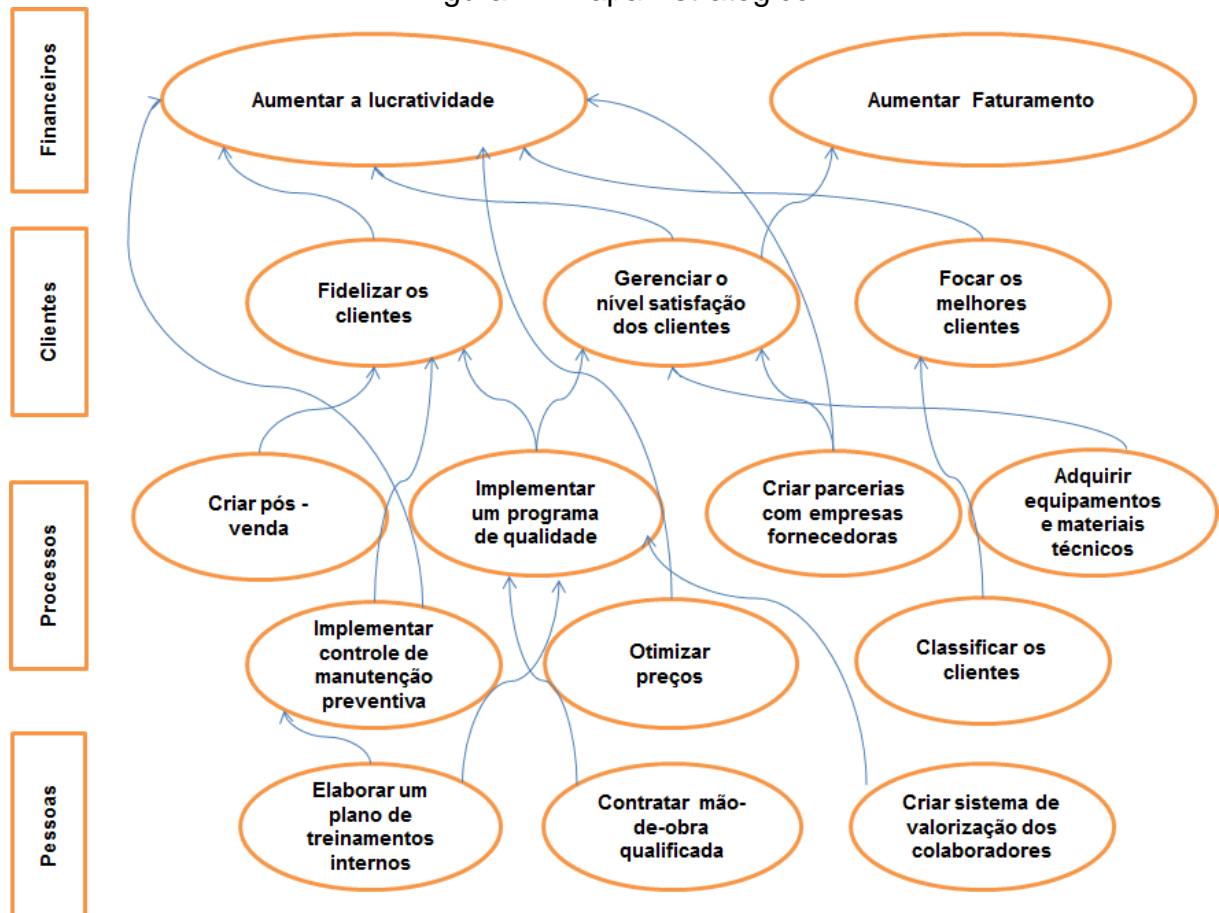 Financeiros
Aumentar a lucratividade
Aumentar Faturamento
Clientes
Fidelizar os
clientes
Gerenciar o
nível satisfação
dos clientes
Focar os
melhores
clientes
Processos
Criar pós -
venda
Implementar
um programa
de qualidade
Criar parcerias
com empresas
fornecedoras
Adquirir
equipamentos
e materiais
técnicos
Implementar
controle de
manutenção
preventiva
Otimizar
preços
Classificar os
clientes
Pessoas
Elaborar um
plano de
treinamentos
internos
Contratar mão-
de-obra
qualificada
Criar sistema de
valorização dos
colaboradores